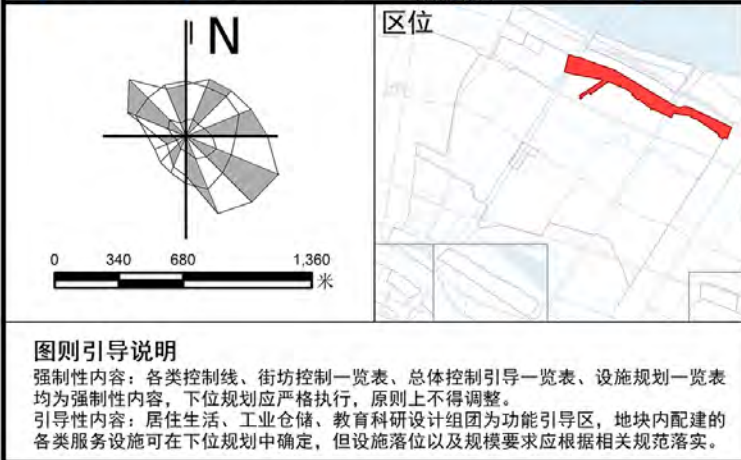 N
区位
0 340 680 1,360
米
图则引导说明
强制性内容：各类控制线、街坊控制一览表、总体控制引导一览表、设施规划一览表
均为强制性内容，下位规划应严格执行，原则上不得调整。
引导性内容：居住生活、工业仓储、教育科研设计组团为功能引导区，地块内配建的
各类服务设施可在下位规划中确定，但设施落位以及规模要求应根据相关规范落实。